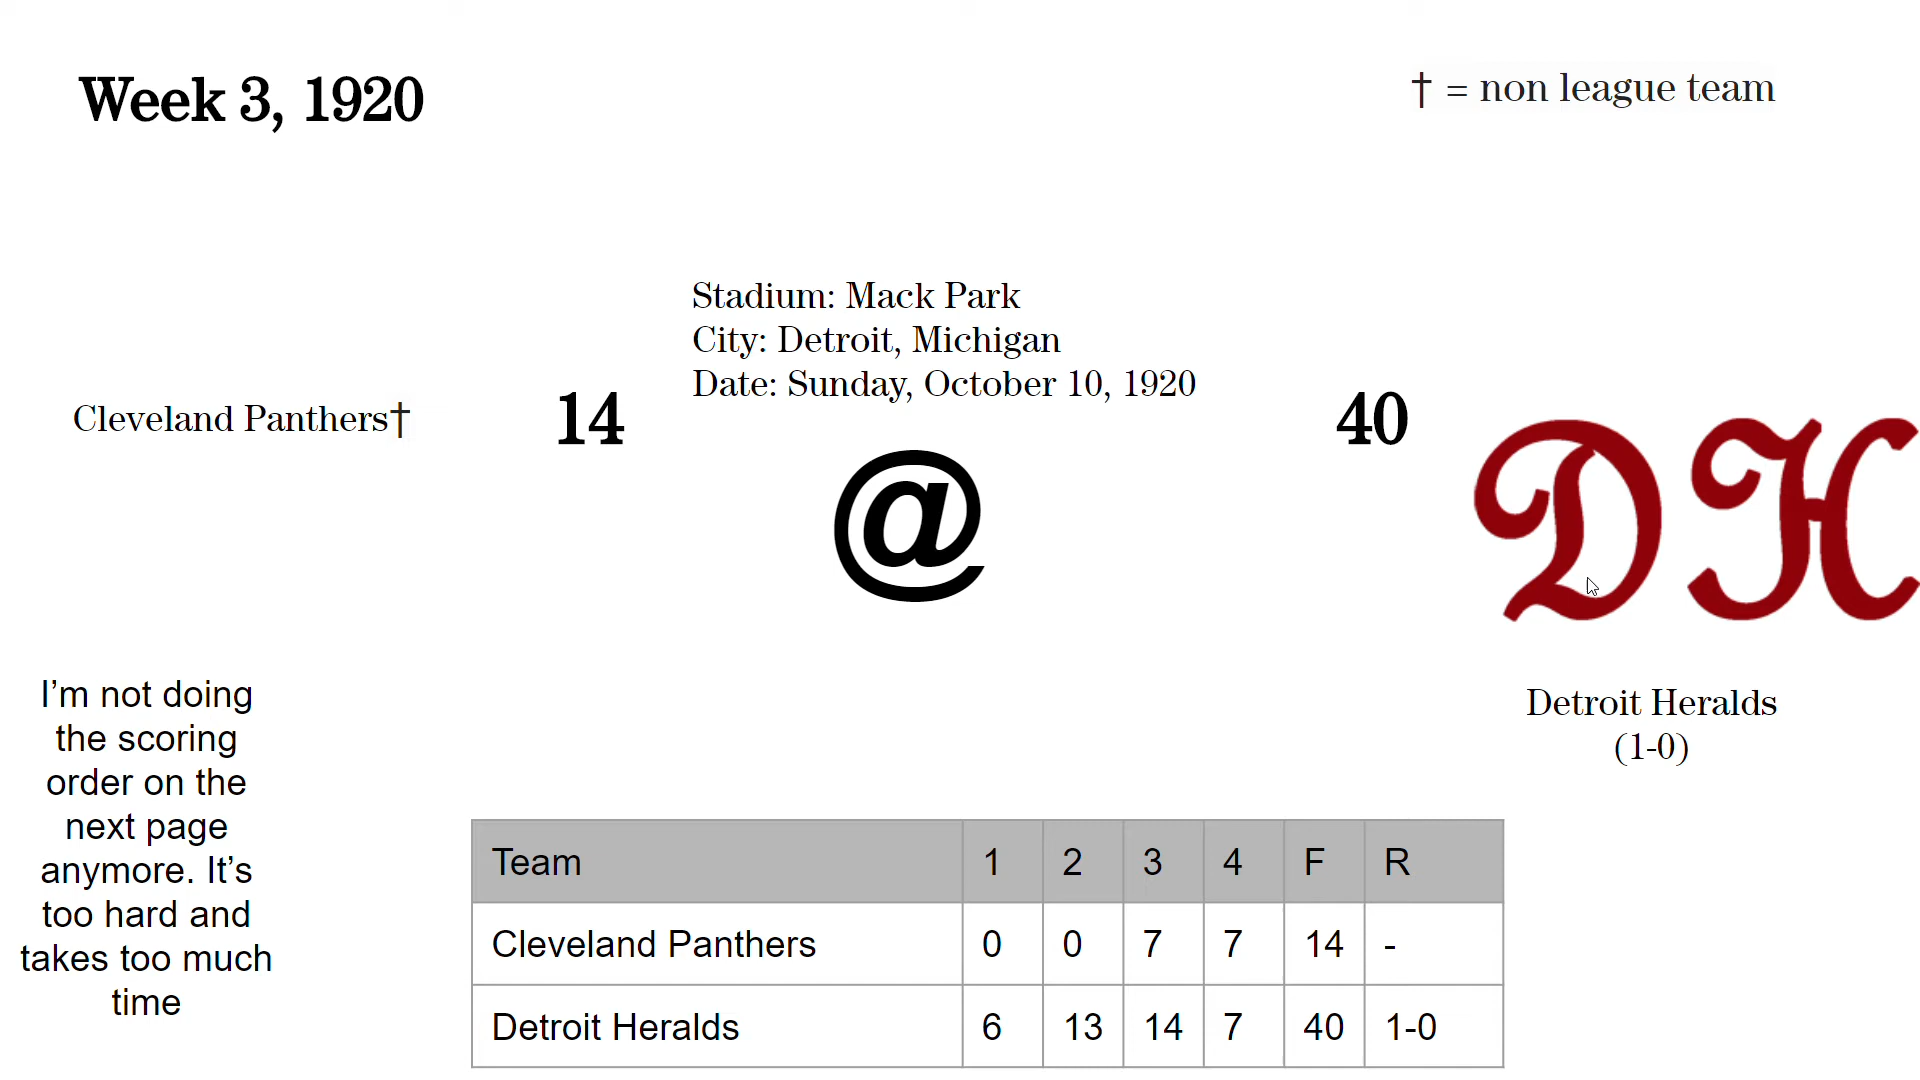 Week 3, 1920
† = non league team
Stadium: Mack Park
City: Detroit, Michigan
Date: Sunday, October 10, 1920
Cleveland Panthers†
14
@
40
DH
Detroit Heralds
(1-0)
I’m not doing
the scoring
order on the
next page
anymore. It’s
too hard and
takes too much
time
Team 1 2 3 4 F R
Cleveland Panthers 0 0 7 7 14 -
Detroit Heralds 6 13 14 7 40 1-0